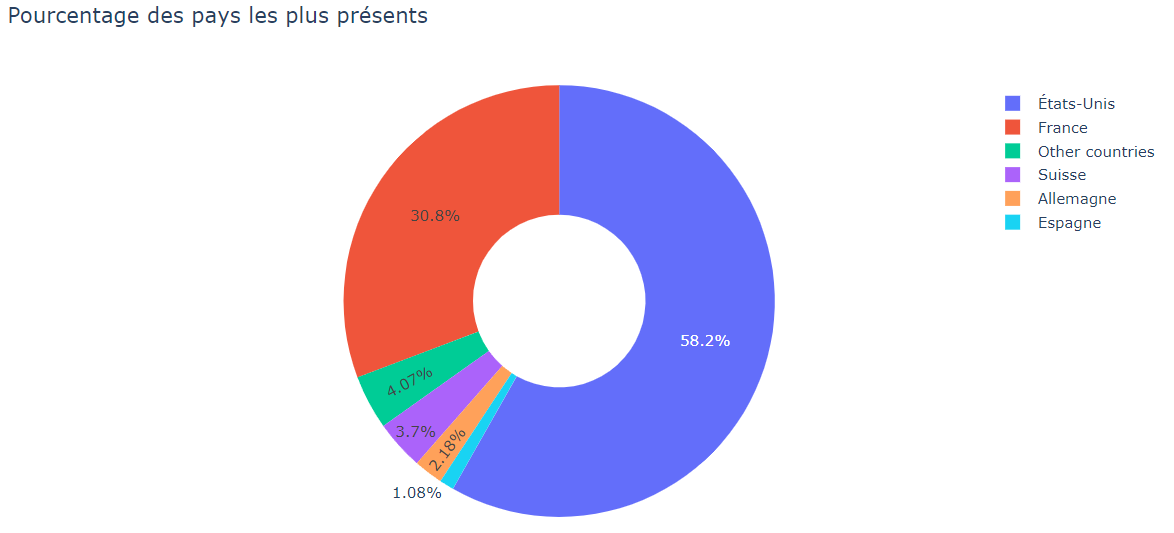 Pourcentage des pays les plus présents
États-Unis
France
Other countries
Suisse
Allemagne
Espagne
30.8%
58.2%
4.07%
3.7%
2.18%
1.08%